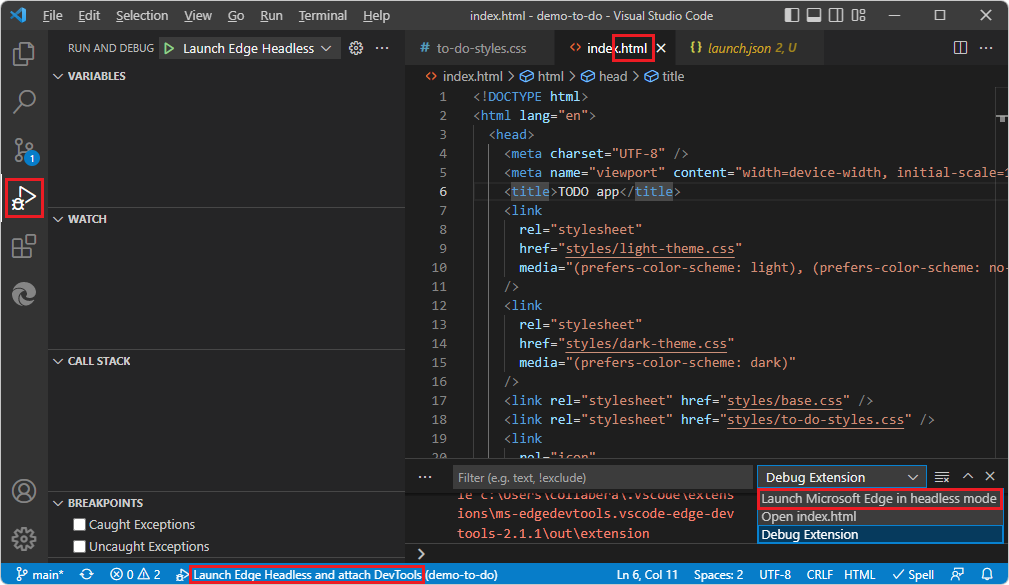 File Edit Selection View Go Run Terminal Help index.html - demo-to-do - Visual Studio Code
RUN AND DEBUG Launch Edge Headless ···
VARIABLES
WATCH
CALL STACK
BREAKPOINTS
Caught Exceptions
Uncaught Exceptions
1
# to-do-styles.css <> index.html {} launch.json 2, U ···
<> index.html > html > head > title
1 <!DOCTYPE html>
2 <html lang="en">
3 <head>
4 <meta charset="UTF-8" />
5 <meta name="viewport" content="width=device-width, initial-scale=1
6 <title>TODO app</title>
7 <link
8 rel="stylesheet"
9 href="styles/light-theme.css"
10 media="(prefers-color-scheme: light), (prefers-color-scheme: no-
11 />
12 <link
13 rel="stylesheet"
14 href="styles/dark-theme.css"
15 media="(prefers-color-scheme: dark)"
16 />
17 <link rel="stylesheet" href="styles/base.css" />
18 <link rel="stylesheet" href="styles/to-do-styles.css" />
19 <link
20 rel="icon"
··· Filter (e.g. text, !exclude) Debug Extension
le c:\Users\Collabera\.vscode\extens
ions\ms-edgedevtools.vscode-edge-dev
tools-2.1.1\out\extension
Launch Microsoft Edge in headless mode
Open index.html
Debug Extension
>
main* 0 2 Launch Edge Headless and attach DevTools (demo-to-do) Ln 6, Col 11 Spaces: 2 UTF-8 CRLF HTML Spell